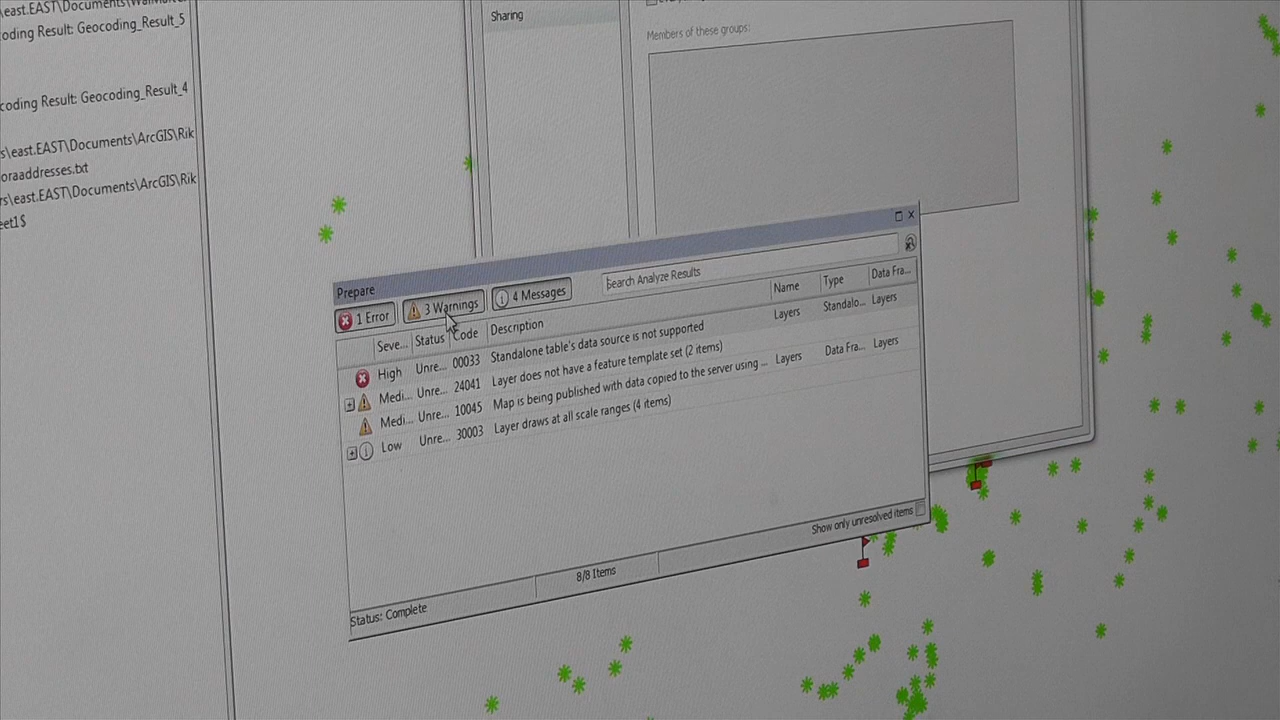 east.EAST\Documents\
coding Result: Geocoding_Result_5
coding Result: Geocoding_Result_4
s\east.EAST\Documents\ArcGIS\Rik
oraaddresses.txt
rs\east.EAST\Documents\ArcGIS\Rik
eet1$
Sharing
Members of these groups:
Prepare
1 Error
3 Warnings
4 Messages
Search Analyze Results
Seve... Status Code Description Name Type Data Fra...
High Unre... 00033 Standalone table's data source is not supported Layers Standalo... Layers
Medi... Unre... 24041 Layer does not have a feature template set (2 items)
Medi... Unre... 10045 Map is being published with data copied to the server using ... Layers Data Fra... Layers
Low Unre... 30003 Layer draws at all scale ranges (4 items)
Show only unresolved items
Status: Complete
8/8 Items